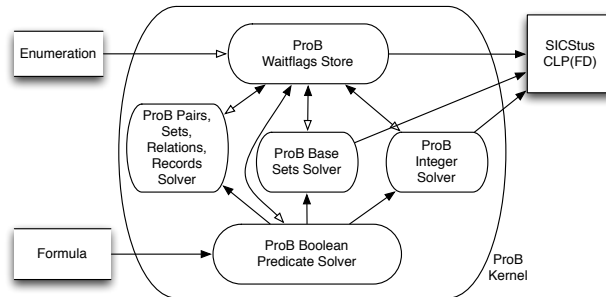 Enumeration
ProB
Waitflags Store
SICStus
CLP(FD)
ProB Pairs,
Sets,
Relations,
Records
Solver
ProB Base
Sets Solver
ProB
Integer
Solver
Formula
ProB Boolean
Predicate Solver
ProB
Kernel